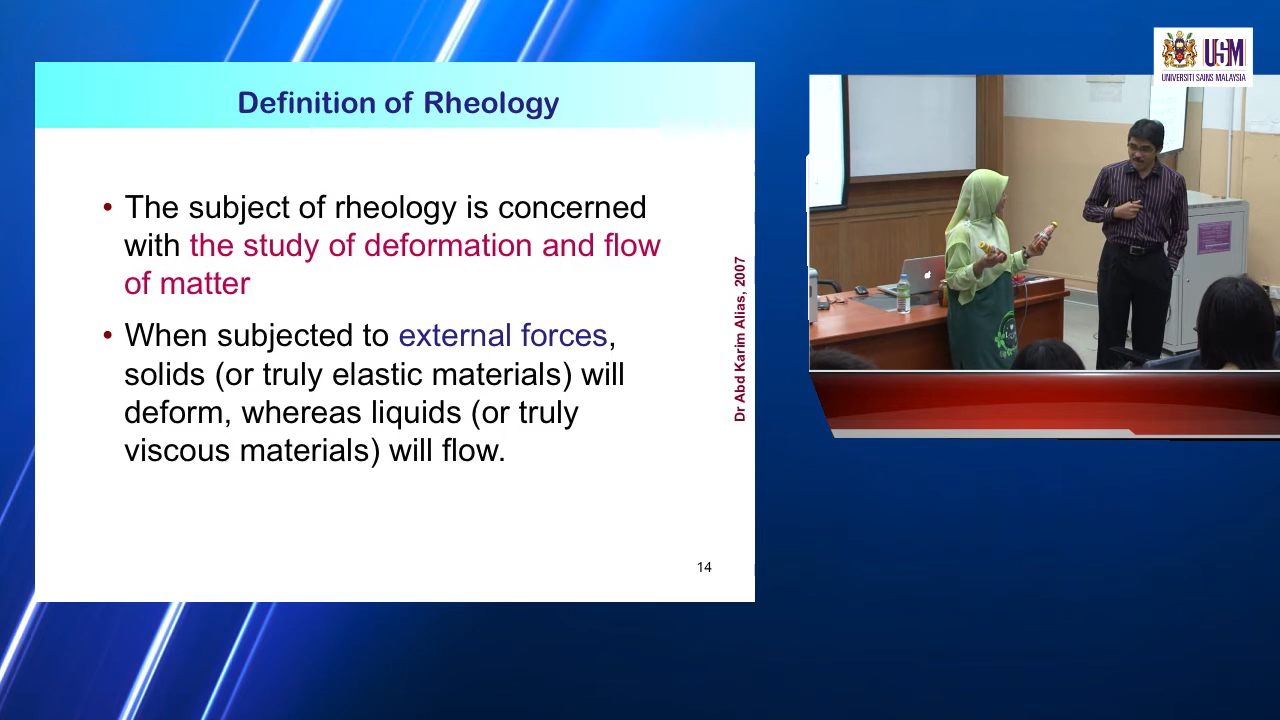 Definition of Rheology
• The subject of rheology is concerned
with the study of deformation and flow
of matter
• When subjected to external forces,
solids (or truly elastic materials) will
deform, whereas liquids (or truly
viscous materials) will flow.
Dr Abd Karim Alias, 2007
14
USM
UNIVERSITI SAINS MALAYSIA